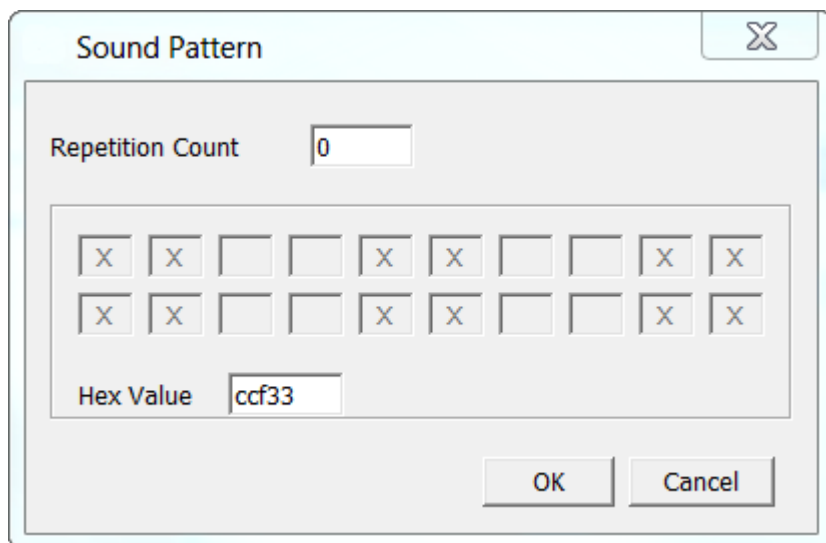 Sound Pattern
Repetition Count 0
X X X X X X
X X X X X X
Hex Value ccf33
OK Cancel